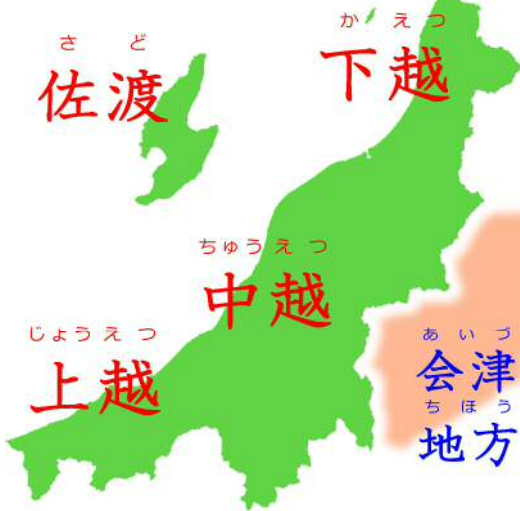 さど
佐渡
かえつ
下越
ちゅうえつ
中越
じょうえつ
上越
あいづ
会津
ちほう
地方